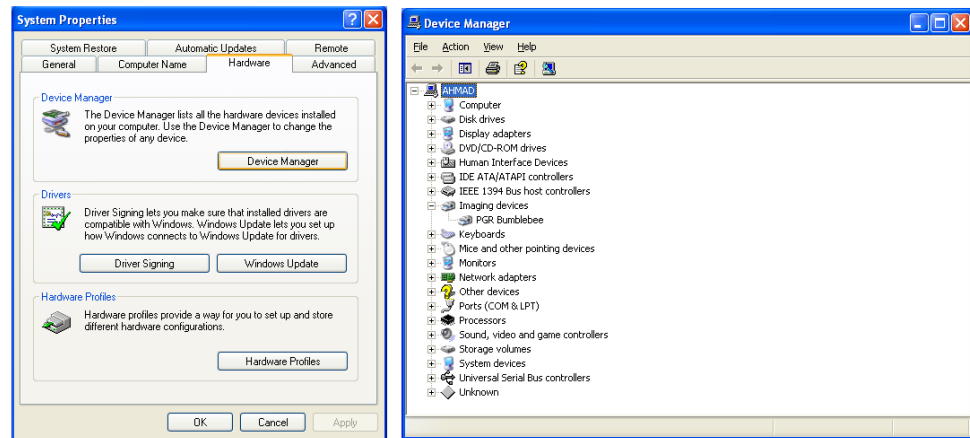 System Properties
System Restore
Automatic Updates
Remote
General
Computer Name
Hardware
Advanced
Device Manager
The Device Manager lists all the hardware devices installed
on your computer. Use the Device Manager to change the
properties of any device.
Device Manager
Drivers
Driver Signing lets you make sure that installed drivers are
compatible with Windows. Windows Update lets you set up
how Windows connects to Windows Update for drivers.
Driver Signing
Windows Update
Hardware Profiles
Hardware profiles provide a way for you to set up and store
different hardware configurations.
Hardware Profiles
OK
Cancel
Apply
Device Manager
File Action View Help
AHMAD
Computer
Disk drives
Display adapters
DVD/CD-ROM drives
Human Interface Devices
IDE ATA/ATAPI controllers
IEEE 1394 Bus host controllers
Imaging devices
PGR Bumblebee
Keyboards
Mice and other pointing devices
Monitors
Network adapters
Other devices
Ports (COM & LPT)
Processors
Sound, video and game controllers
Storage volumes
System devices
Universal Serial Bus controllers
Unknown